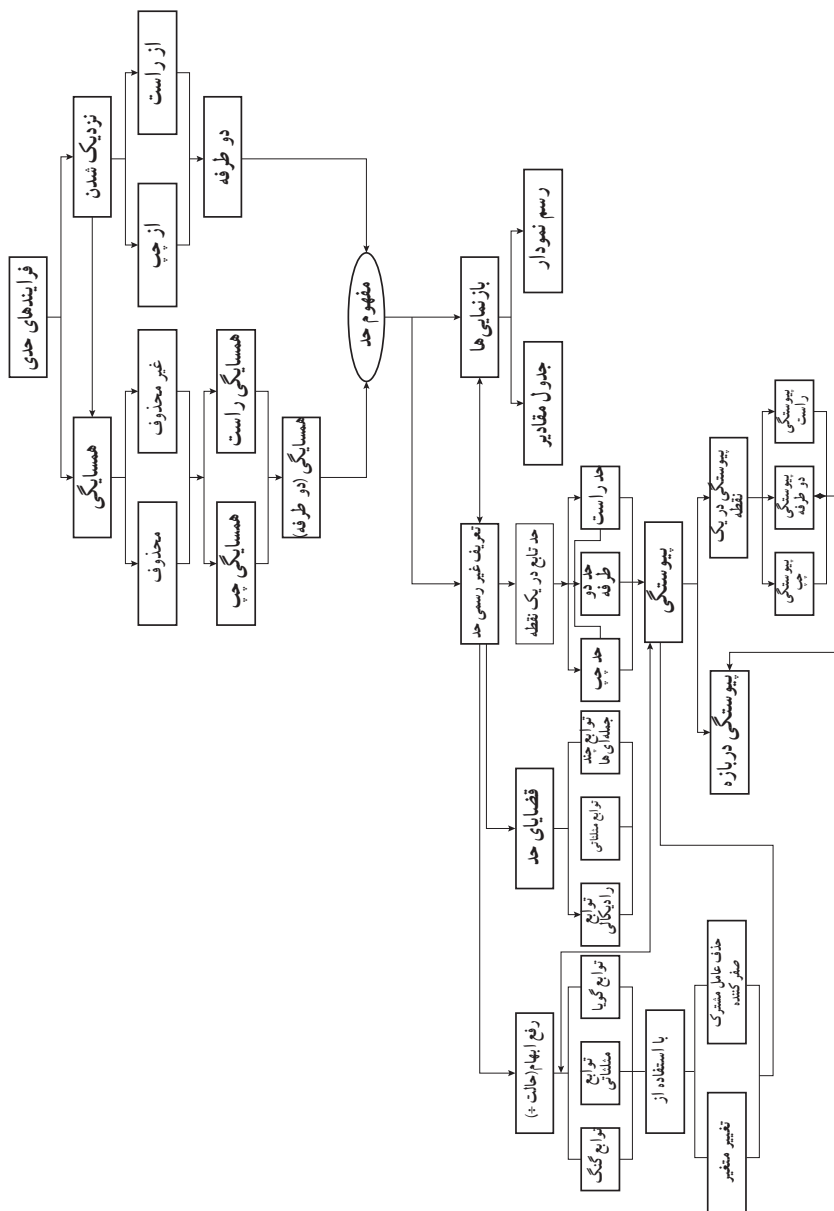 فرایندهای حدی
نزدیک شدن
همسایگی
از راست
از چپ
غیر محذوف
محذوف
دو طرفه
همسایگی راست
همسایگی چپ
همسایگی (دو طرفه)
مفهوم حد
بازنمایی ها
تعریف غیر رسمی حد
رسم نمودار
جدول مقادیر
حد تابع در یک نقطه
قضایای حد
رفع ابهام(حالت ÷)
حد راست
حد دو
طرفه
حد چپ
توابع چند
جمله‌ای ها
توابع مثلثاتی
توابع
رادیکالی
توابع گویا
توابع
مثلثاتی
توابع گنگ
پیوستگی
با استفاده از
پیوستگی در یک
نقطه
پیوستگی دربازه
حذف عامل مشترک
صفر کننده
تغییر متغیر
پیوستگی
راست
پیوستگی
دو طرفه
پیوستگی
چپ